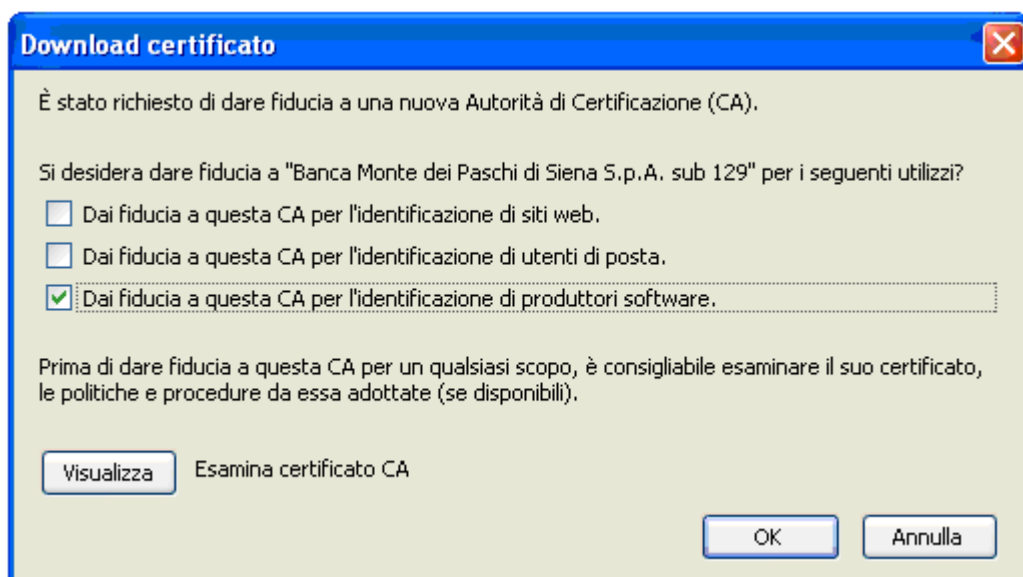 Download certificato
È stato richiesto di dare fiducia a una nuova Autorità di Certificazione (CA).
Si desidera dare fiducia a "Banca Monte dei Paschi di Siena S.p.A. sub 129" per i seguenti utilizzi?
Dai fiducia a questa CA per l'identificazione di siti web.
Dai fiducia a questa CA per l'identificazione di utenti di posta.
Dai fiducia a questa CA per l'identificazione di produttori software.
Prima di dare fiducia a questa CA per un qualsiasi scopo, è consigliabile esaminare il suo certificato,
le politiche e procedure da essa adottate (se disponibili).
Visualizza Esamina certificato CA
OK Annulla